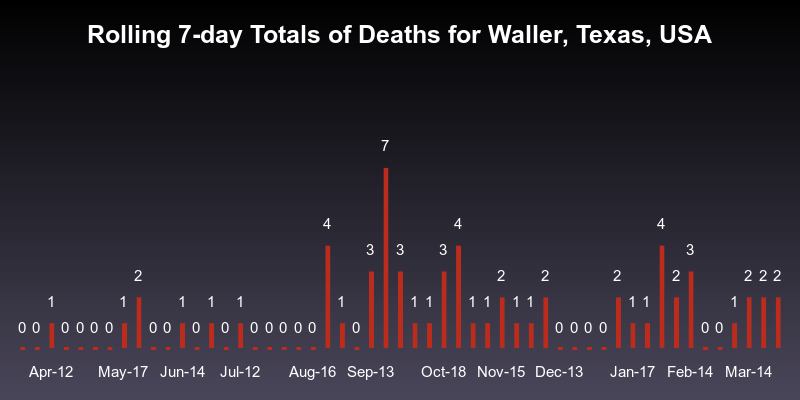 Rolling 7-day Totals of Deaths for Waller, Texas, USA
7
4 4 4
3 3 3 3
2 2 2 2 2 2 2 2
1 1 1 1 1 1 1 1 1 1 1 1 1 1 1
0 0 0 0 0 0 0 0 0 0 0 0 0 0 0 0 0 0 0 0 0 0
Apr-12 May-17 Jun-14 Jul-12 Aug-16 Sep-13 Oct-18 Nov-15 Dec-13 Jan-17 Feb-14 Mar-14